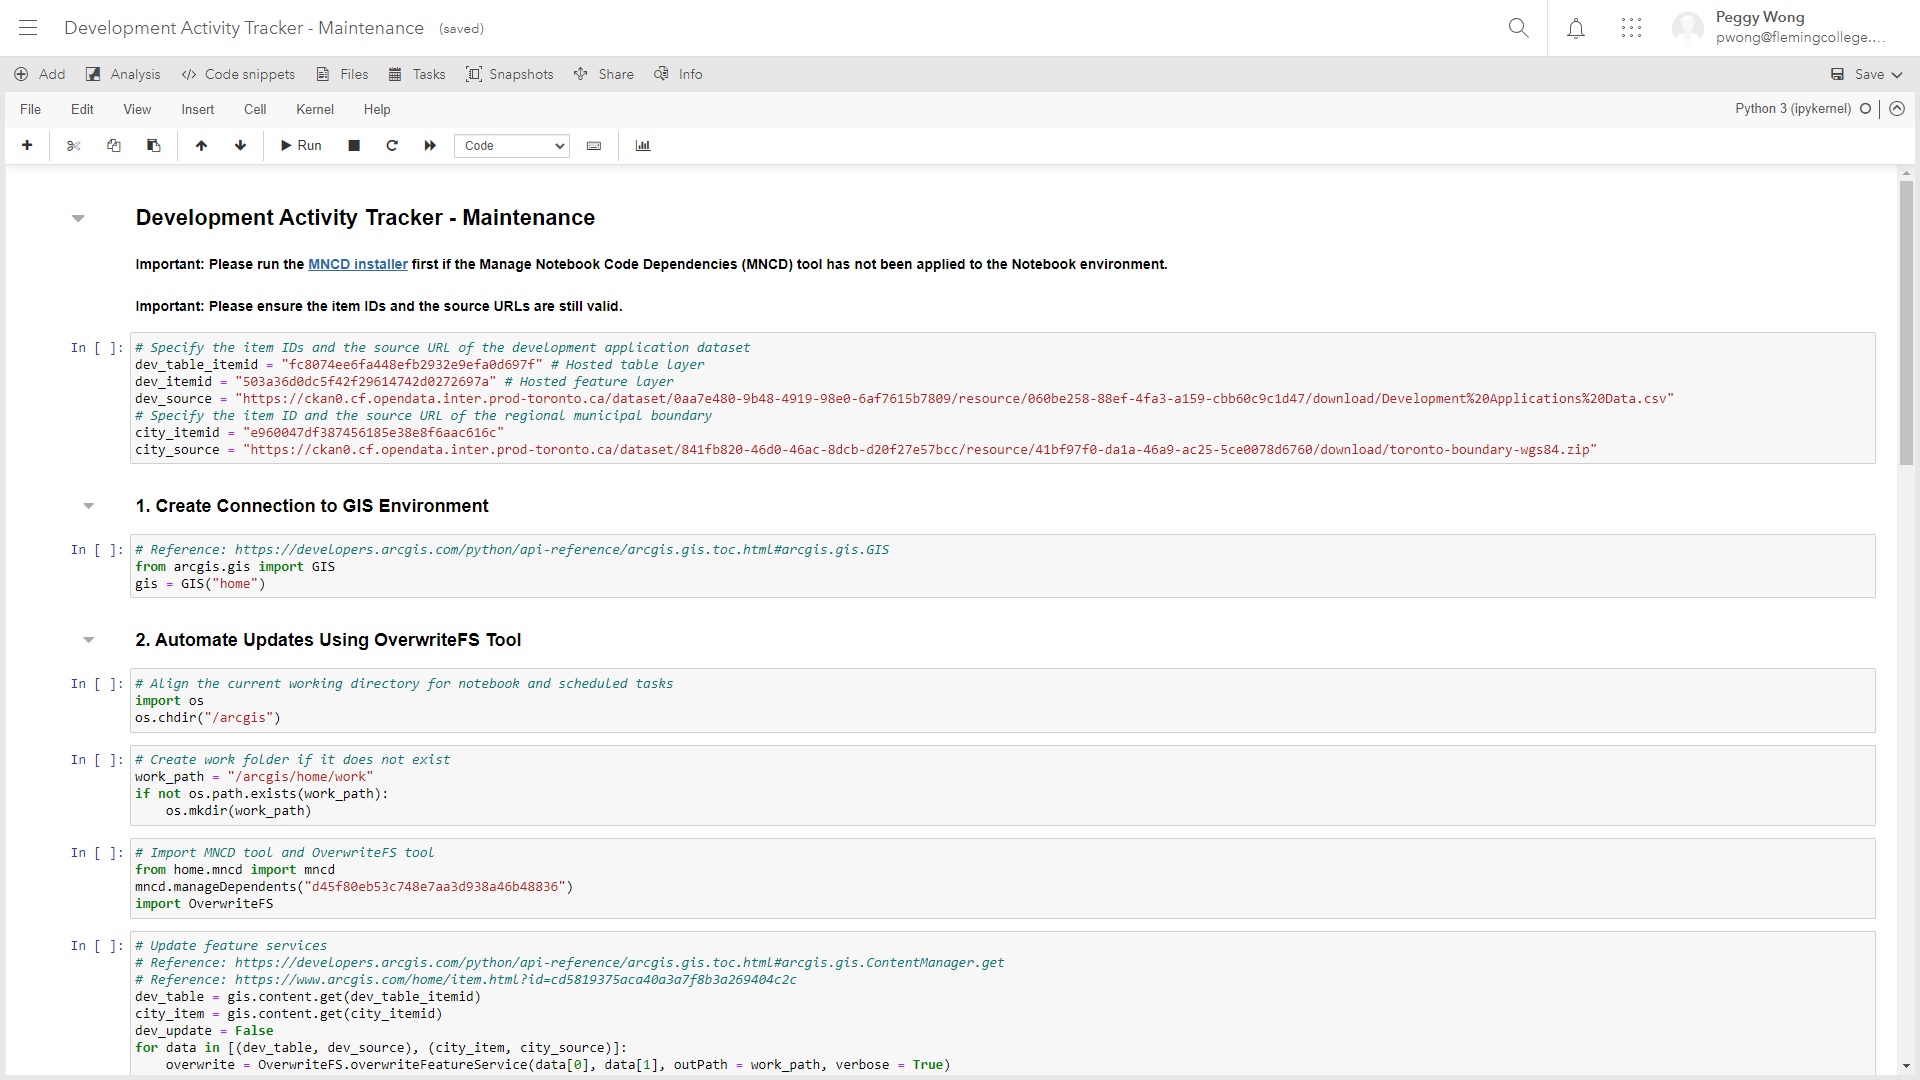 Development Activity Tracker - Maintenance (saved)
Peggy Wong
pwong@flemingcollege....
Add Analysis </> Code snippets Files Tasks Snapshots Share Info Save
File Edit View Insert Cell Kernel Help Python 3 (ipykernel)
Run Code
Development Activity Tracker - Maintenance
Important: Please run the MNCD installer first if the Manage Notebook Code Dependencies (MNCD) tool has not been applied to the Notebook environment.
Important: Please ensure the item IDs and the source URLs are still valid.
In [ ]: # Specify the item IDs and the source URL of the development application dataset
dev_table_itemid = "fc8074ee6fa448efb2932e9efa0d697f" # Hosted table layer
dev_itemid = "503a36d0dc5f42f29614742d0272697a" # Hosted feature layer
dev_source = "https://ckan0.cf.opendata.inter.prod-toronto.ca/dataset/0aa7e480-9b48-4919-98e0-6af7615b7809/resource/060be258-88ef-4fa3-a159-cbb60c9c1d47/download/Development%20Applications%20Data.csv"
# Specify the item ID and the source URL of the regional municipal boundary
city_itemid = "e960047df387456185e38e8f6aac616c"
city_source = "https://ckan0.cf.opendata.inter.prod-toronto.ca/dataset/841fb820-46d0-46ac-8dcb-d20f27e57bcc/resource/41bf97f0-da1a-46a9-ac25-5ce0078d6760/download/toronto-boundary-wgs84.zip"
1. Create Connection to GIS Environment
In [ ]: # Reference: https://developers.arcgis.com/python/api-reference/arcgis.gis.toc.html#arcgis.gis.GIS
from arcgis.gis import GIS
gis = GIS("home")
2. Automate Updates Using OverwriteFS Tool
In [ ]: # Align the current working directory for notebook and scheduled tasks
import os
os.chdir("/arcgis")
In [ ]: # Create work folder if it does not exist
work_path = "/arcgis/home/work"
if not os.path.exists(work_path):
    os.mkdir(work_path)
In [ ]: # Import MNCD tool and OverwriteFS tool
from home.mncd import mncd
mncd.manageDependents("d45f80eb53c748e7aa3d938a46b48836")
import OverwriteFS
In [ ]: # Update feature services
# Reference: https://developers.arcgis.com/python/api-reference/arcgis.gis.toc.html#arcgis.gis.ContentManager.get
# Reference: https://www.arcgis.com/home/item.html?id=cd5819375aca40a3a7f8b3a269404c2c
dev_table = gis.content.get(dev_table_itemid)
city_item = gis.content.get(city_itemid)
dev_update = False
for data in [(dev_table, dev_source), (city_item, city_source)]:
    overwrite = OverwriteFS.overwriteFeatureService(data[0], data[1], outPath = work_path, verbose = True)